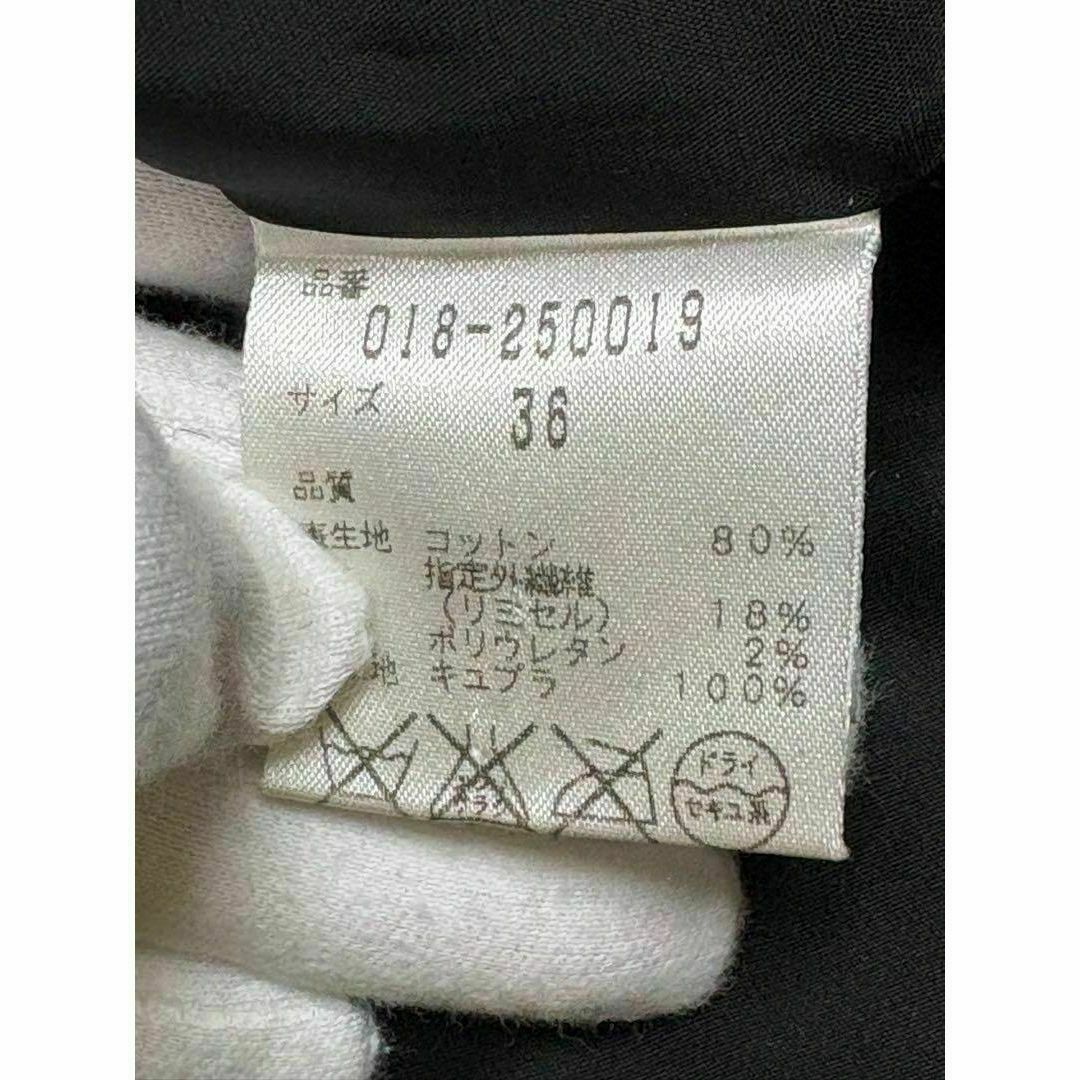 品番
018-250019
サイズ 36
品質
表生地 コットン 80%
指定外繊維
(リヨセル) 18%
ポリウレタン 2%
地 キュプラ 100%
ドライ
セキユ系